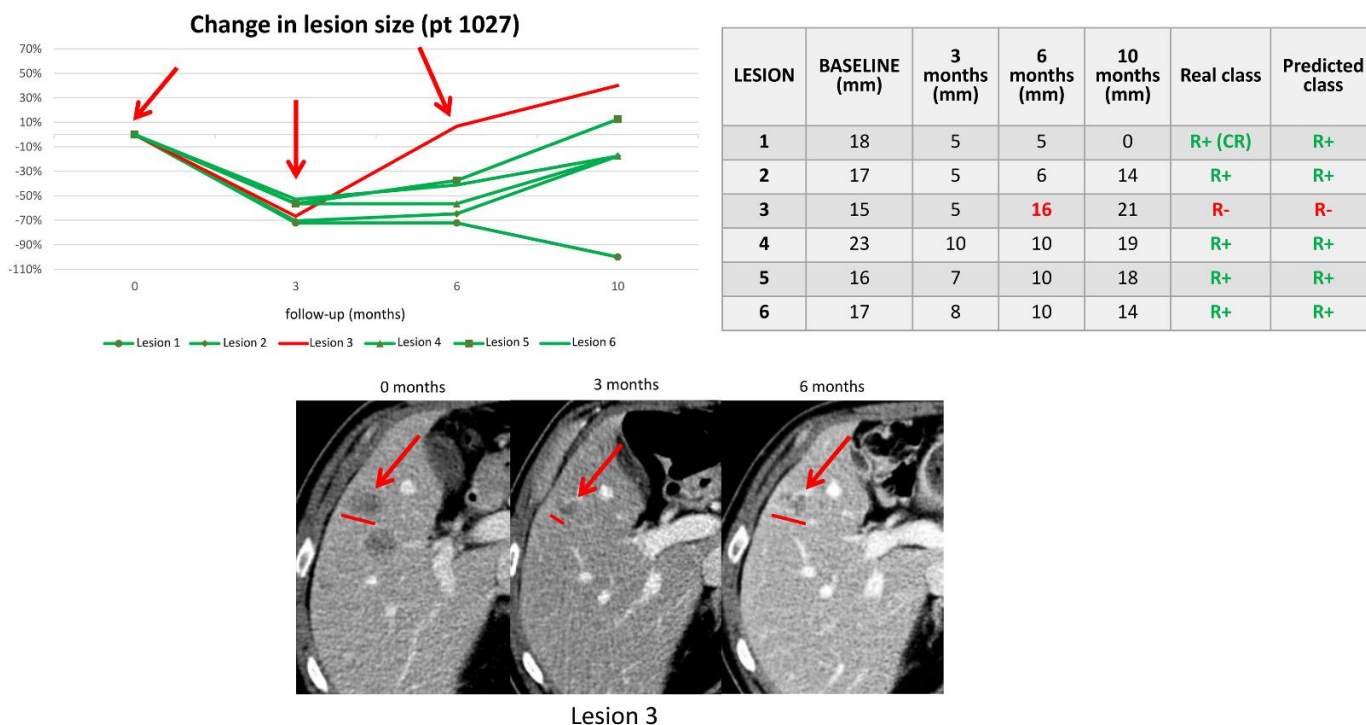 Change in lesion size (pt 1027)
70%
50%
30%
10%
-10%
-30%
-50%
-70%
-90%
-110%
0 3 6 10
follow-up (months)
Lesion 1 Lesion 2 Lesion 3 Lesion 4 Lesion 5 Lesion 6
LESION BASELINE (mm) 3 months (mm) 6 months (mm) 10 months (mm) Real class Predicted class
1 18 5 5 0 R+ (CR) R+
2 17 5 6 14 R+ R+
3 15 5 16 21 R- R-
4 23 10 10 19 R+ R+
5 16 7 10 18 R+ R+
6 17 8 10 14 R+ R+
0 months 3 months 6 months
Lesion 3